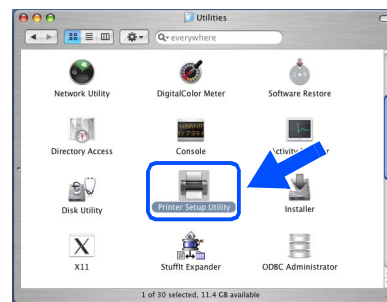 Utilities
everywhere
Network Utility
DigitalColor Meter
Software Restore
Directory Access
Console
Disk Utility
Printer Setup Utility
Installer
X11
StuffIt Expander
ODBC Administrator
1 of 30 selected, 11.4 GB available